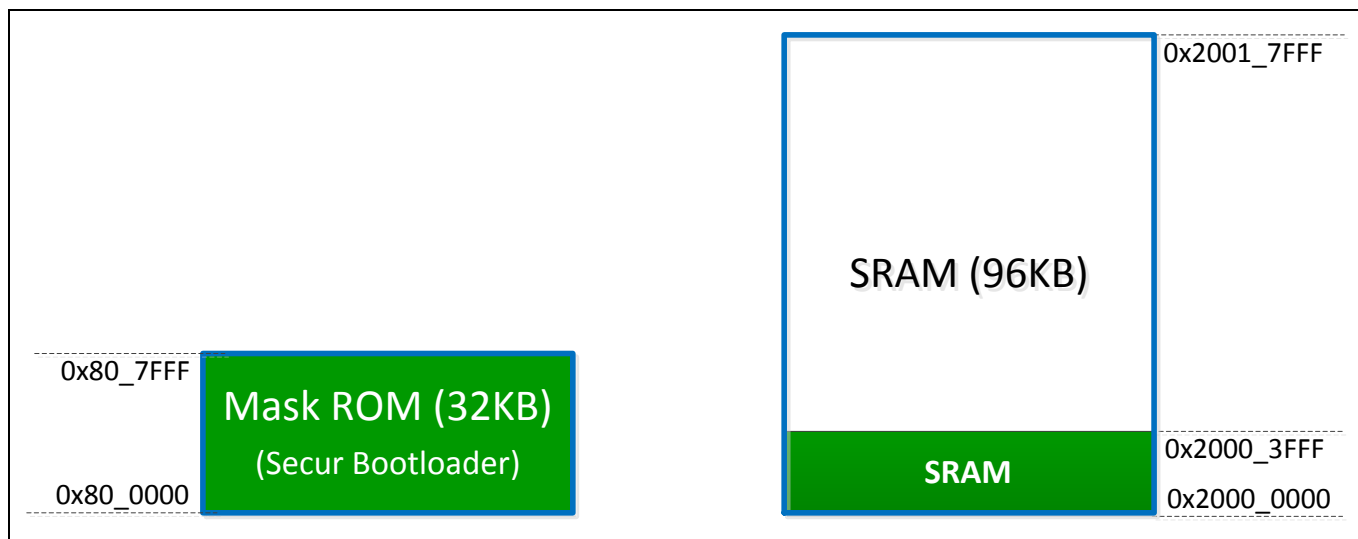 0x2001_7FFF
SRAM (96KB)
0x80_7FFF
Mask ROM (32KB)
(Secur Bootloader)
0x80_0000
0x2000_3FFF
SRAM
0x2000_0000